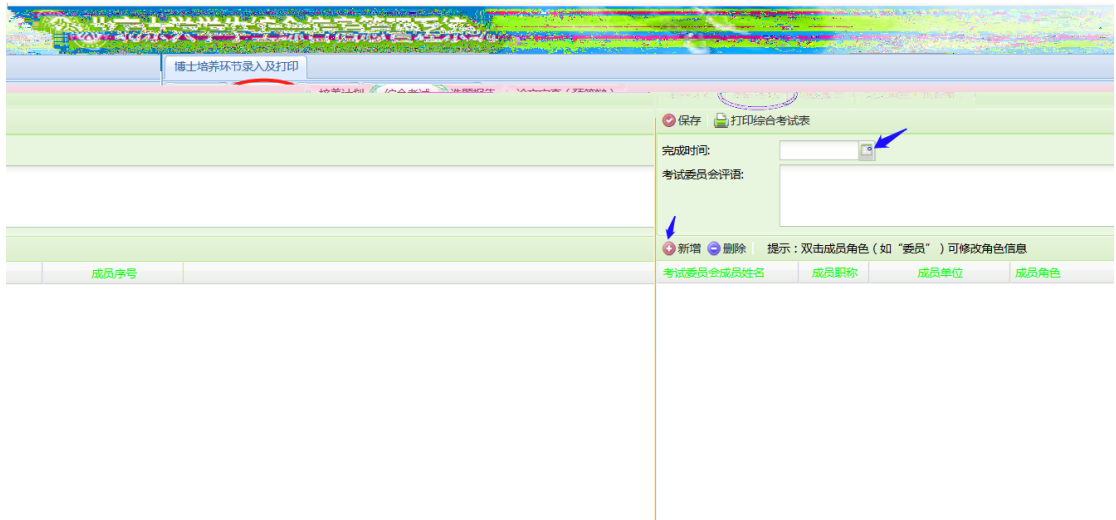 博士培养环节录入及打印
保存 打印综合考试表
完成时间:
考试委员会评语:
新增 删除 提示：双击成员角色（如“委员”）可修改角色信息
成员序号 考试委员会成员姓名 成员职称 成员单位 成员角色